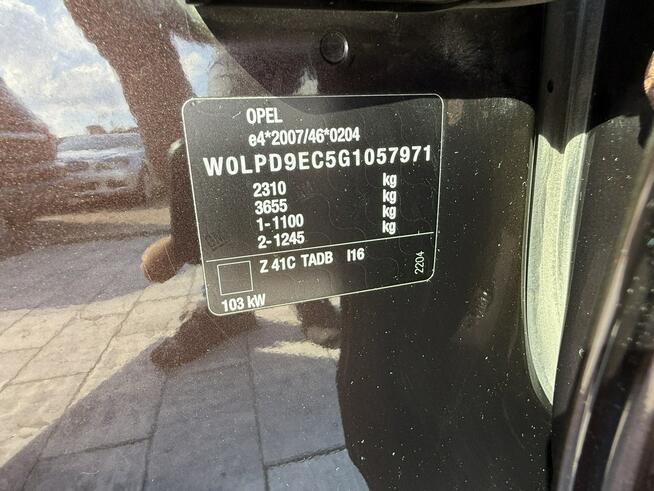 OPEL
e4*2007/46*0204
W0LPD9EC5G1057971
2310 kg
3655 kg
1-1100 kg
2-1245 kg
Z 41C TADB I16
2204
103 kW